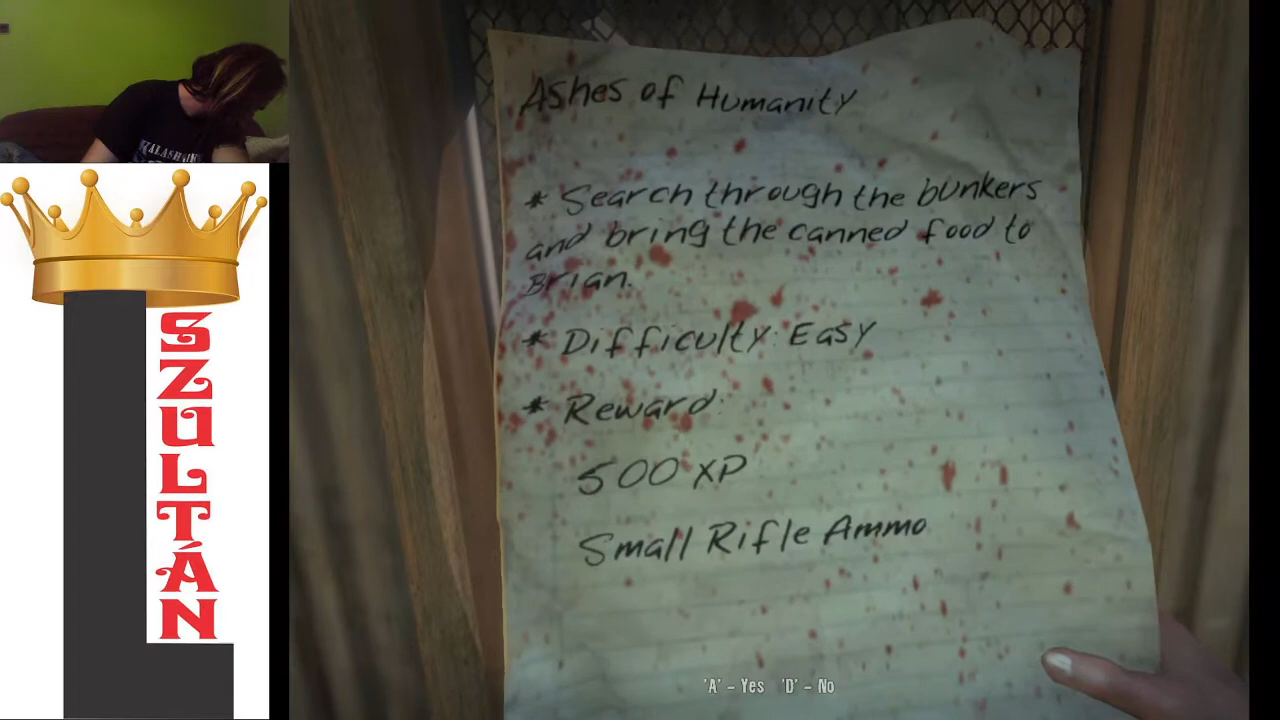 KALASH
L
SZULTÁN
Ashes of Humanity
* Search through the bunkers
and bring the canned food to
Brian.
* Difficulty: Easy
* Reward:
500 XP
Small Rifle Ammo
'A' - Yes 'D' - No